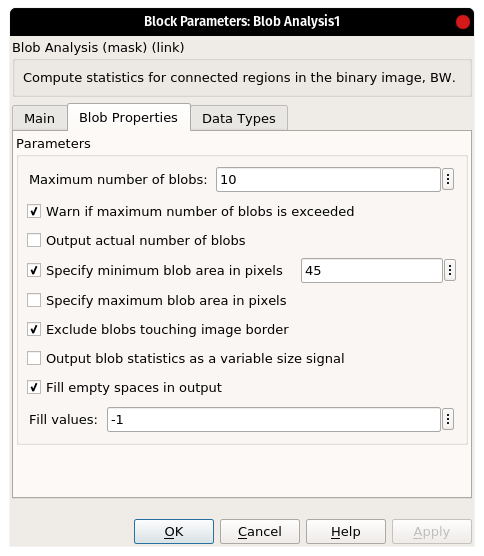 Block Parameters: Blob Analysis1
Blob Analysis (mask) (link)
Compute statistics for connected regions in the binary image, BW.
Main Blob Properties Data Types
Parameters
Maximum number of blobs: 10
Warn if maximum number of blobs is exceeded
Output actual number of blobs
Specify minimum blob area in pixels 45
Specify maximum blob area in pixels
Exclude blobs touching image border
Output blob statistics as a variable size signal
Fill empty spaces in output
Fill values: -1
OK Cancel Help Apply